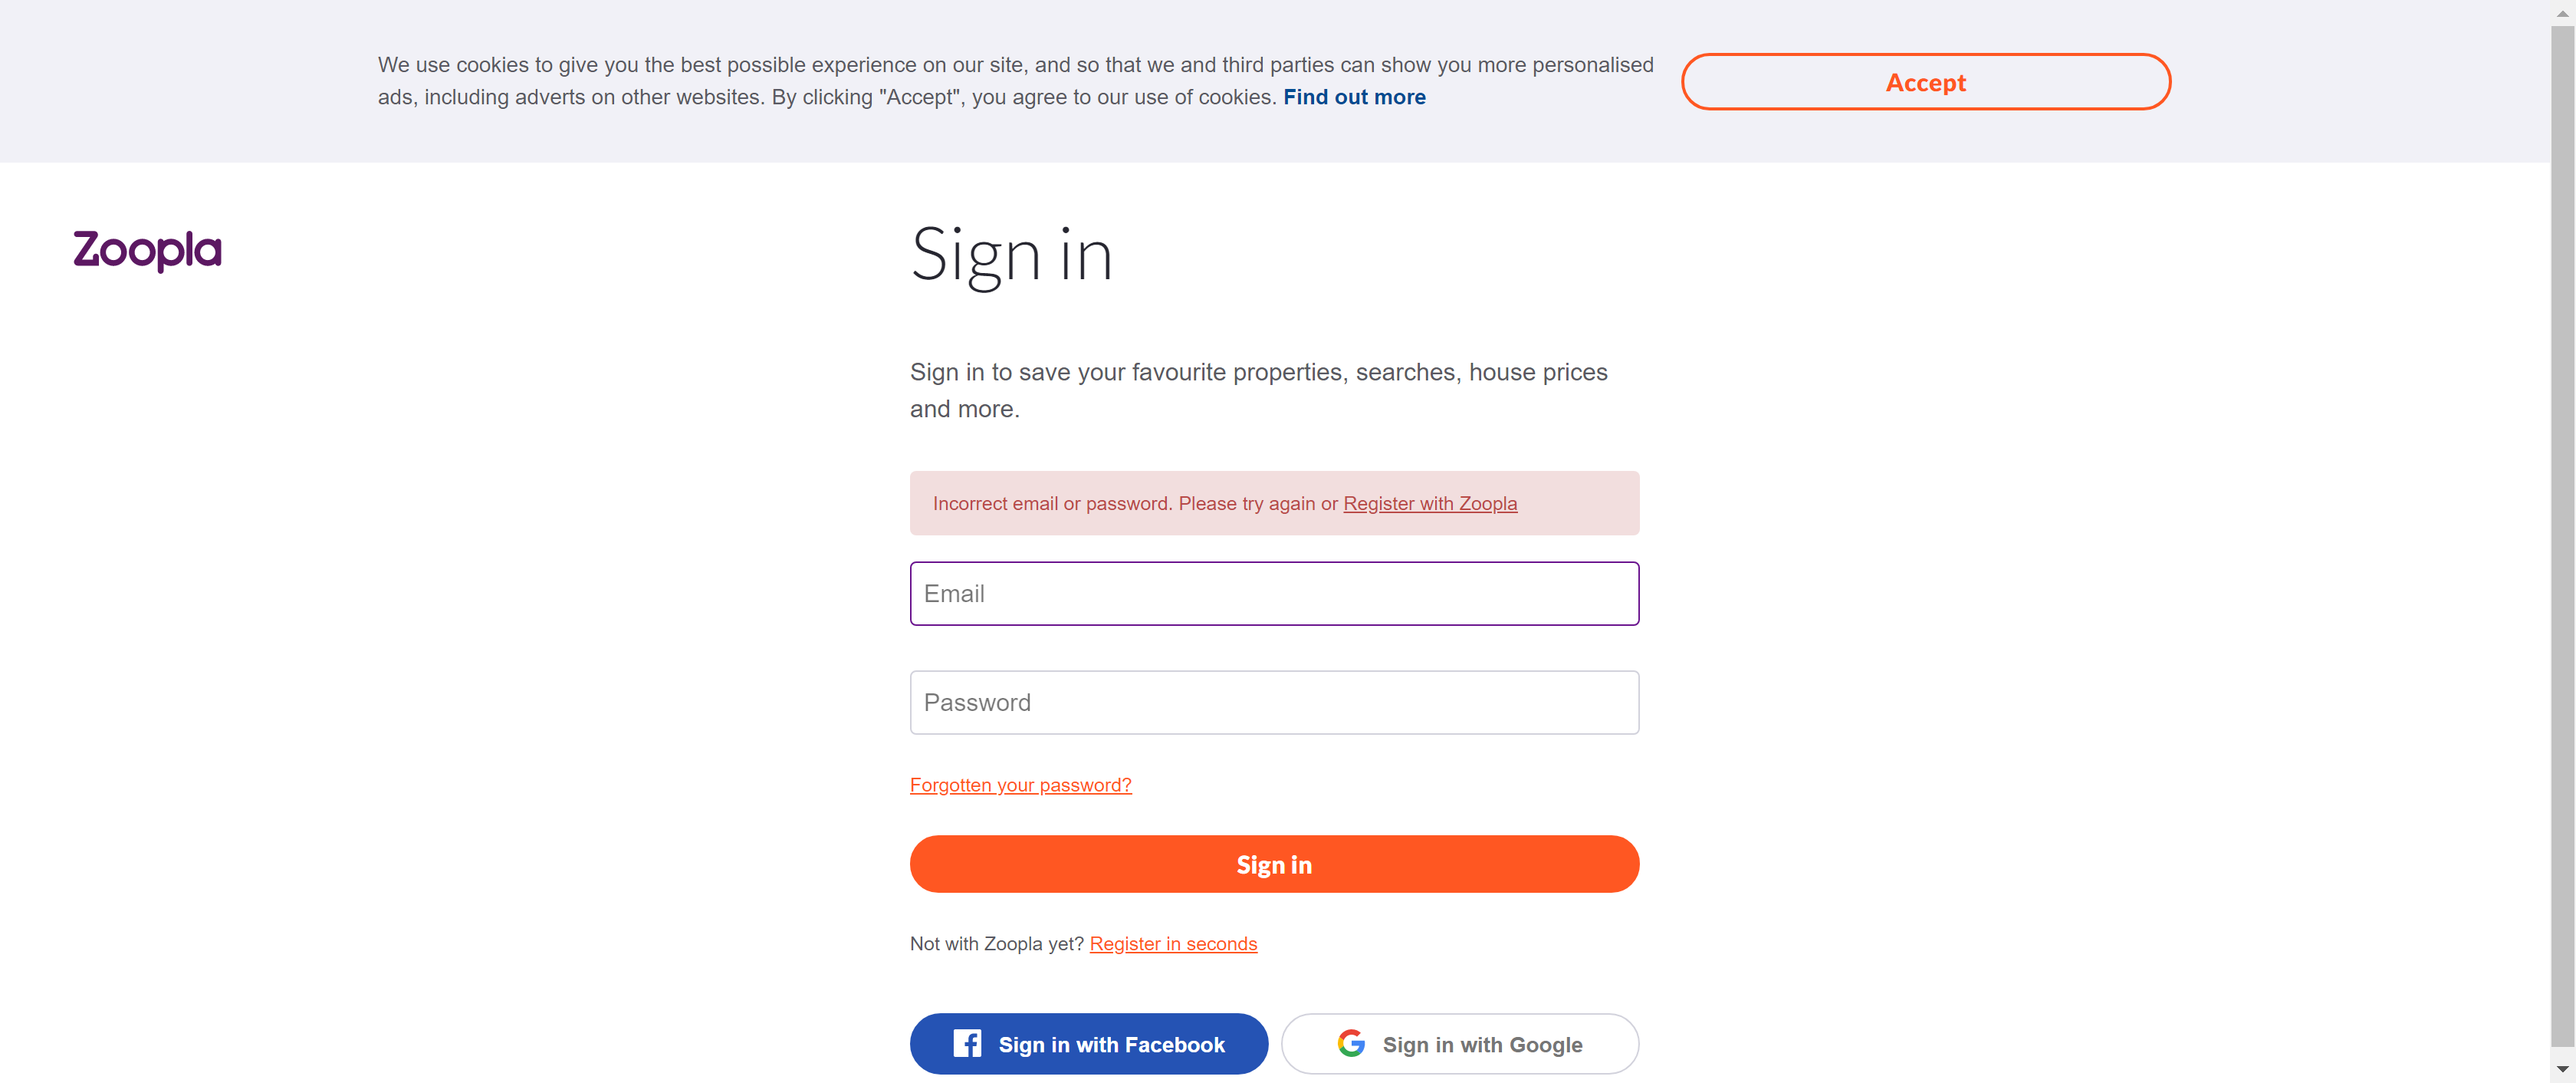 We use cookies to give you the best possible experience on our site, and so that we and third parties can show you more personalised
ads, including adverts on other websites. By clicking "Accept", you agree to our use of cookies. Find out more
Accept
Zoopla
Sign in
Sign in to save your favourite properties, searches, house prices
and more.
Incorrect email or password. Please try again or Register with Zoopla
Email
Password
Forgotten your password?
Sign in
Not with Zoopla yet? Register in seconds
Sign in with Facebook
Sign in with Google